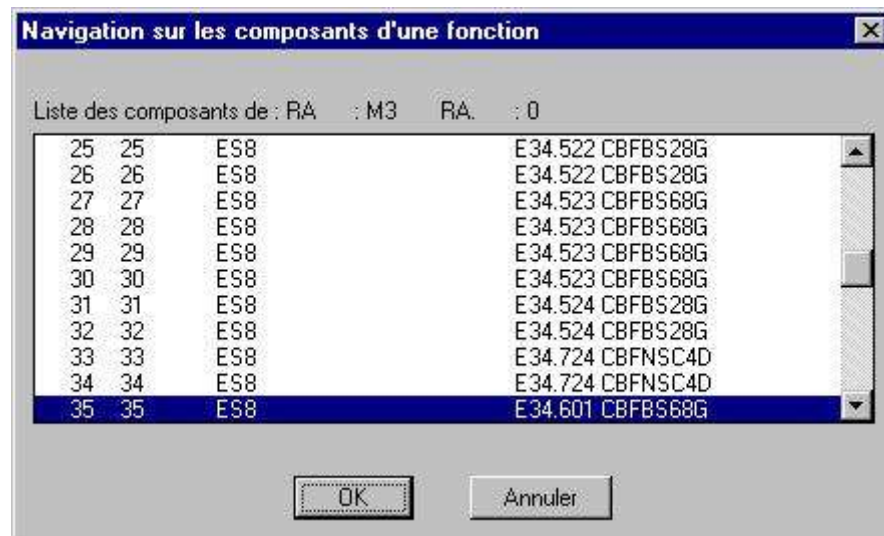 Navigation sur les composants d'une fonction
Liste des composants de : RA : M3 RA. : 0
25 25 ES8 E34.522 CBFBS28G
26 26 ES8 E34.522 CBFBS28G
27 27 ES8 E34.523 CBFBS68G
28 28 ES8 E34.523 CBFBS68G
29 29 ES8 E34.523 CBFBS68G
30 30 ES8 E34.523 CBFBS68G
31 31 ES8 E34.524 CBFBS28G
32 32 ES8 E34.524 CBFBS28G
33 33 ES8 E34.724 CBFNSC4D
34 34 ES8 E34.724 CBFNSC4D
35 35 ES8 E34.601 CBFBS68G
OK Annuler